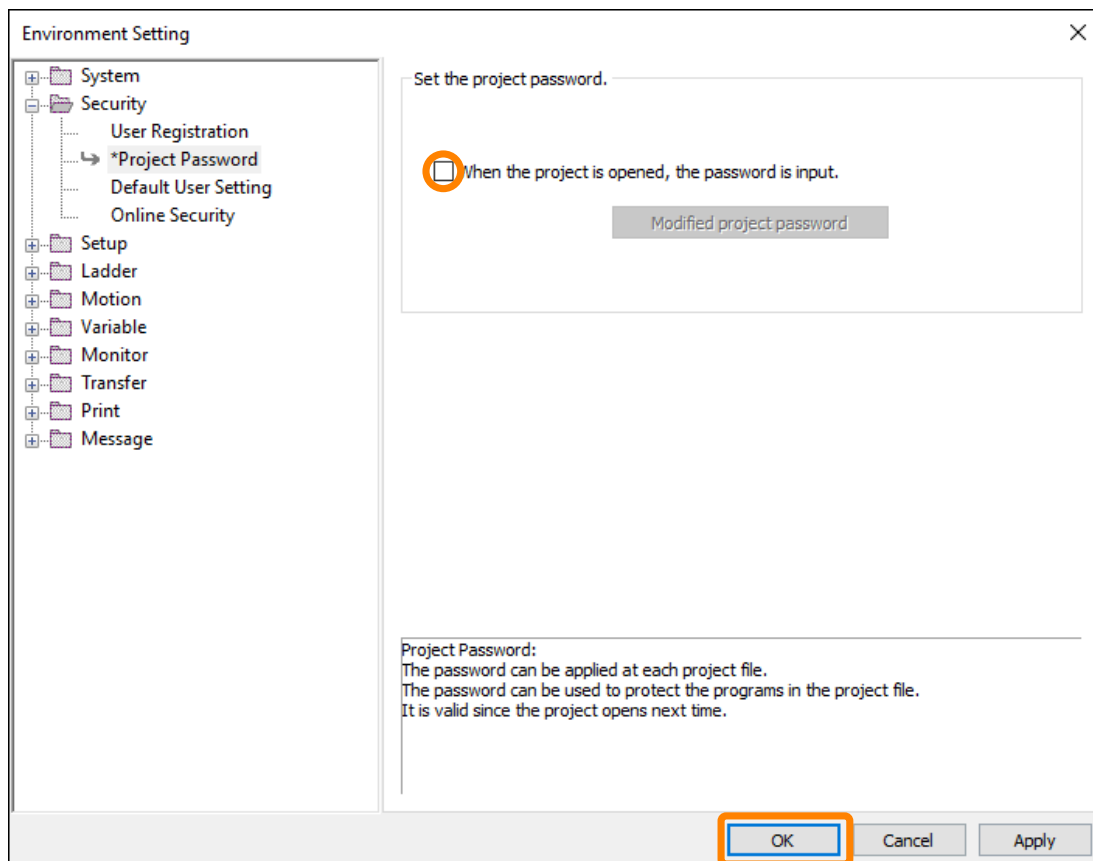 Environment Setting
System
Security
User Registration
*Project Password
Default User Setting
Online Security
Setup
Ladder
Motion
Variable
Monitor
Transfer
Print
Message
Set the project password.
When the project is opened, the password is input.
Modified project password
Project Password:
The password can be applied at each project file.
The password can be used to protect the programs in the project file.
It is valid since the project opens next time.
OK Cancel Apply